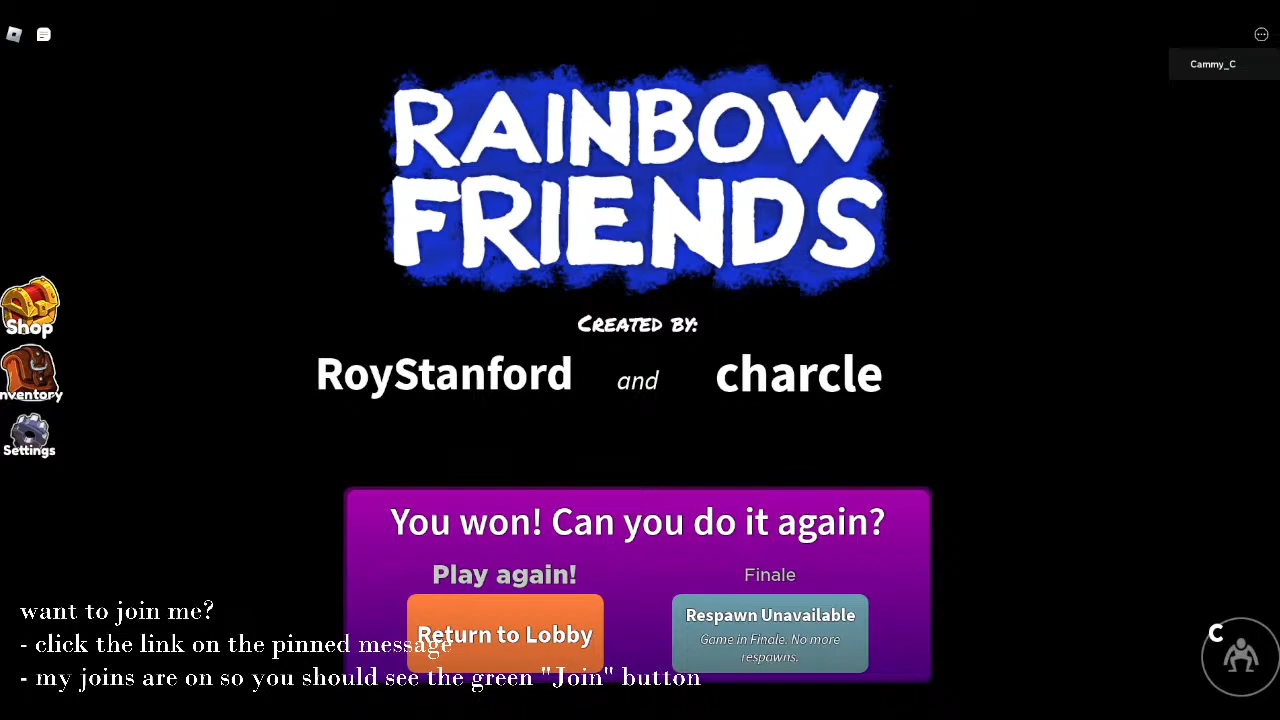 Cammy_C
RAINBOW
FRIENDS
CREATED BY:
RoyStanford and charcle
Shop
nventory
Settings
You won! Can you do it again?
Play again!
Return to Lobby
Finale
Respawn Unavailable
Game in Finale. No more
respawns.
want to join me?
- click the link on the pinned message
- my joins are on so you should see the green "Join" button
C